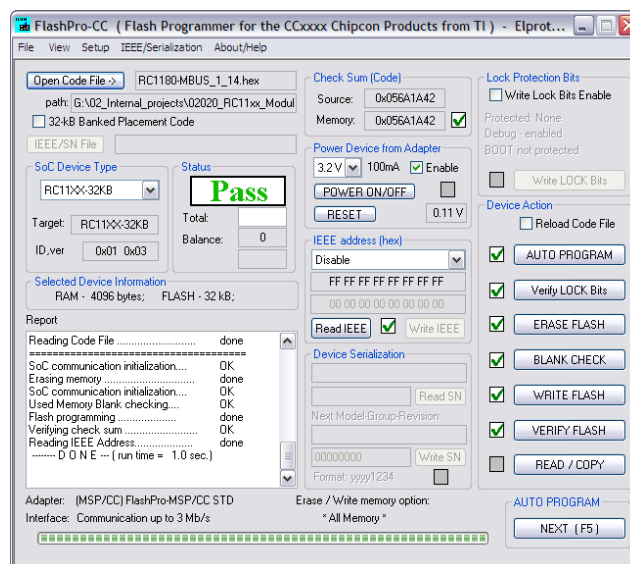 FlashPro-CC ( Flash Programmer for the CCxxxx Chipcon Products from TI ) - Elprot...
File View Setup IEEE/Serialization About/Help
Open Code File -> RC1180-MBUS_1_14.hex
path: G:\02_Internal_projects\02020_RC11xx_Modul
32-kB Banked Placement Code
IEEE/SN File
SoC Device Type
RC11XX-32KB
Target: RC11XX-32KB
ID,ver 0x01 0x03
Status
Pass
Total:
Balance: 0
Selected Device Information
RAM - 4096 bytes; FLASH - 32 kB;
Report
Reading Code File ............................ done
=====================================
SoC communication initialization.... OK
Erasing memory ............................... done
SoC communication initialization.... OK
Used Memory Blank checking.... OK
Flash programming ........................ done
Verifying check sum ....................... OK
Reading IEEE Address..................... done
------- D O N E --- ( run time = 1.0 sec.)
Check Sum (Code)
Source: 0x056A1A42
Memory: 0x056A1A42
Power Device from Adapter
3.2 V 100mA Enable
POWER ON/OFF
RESET 0.11 V
IEEE address (hex)
Disable
FF FF FF FF FF FF FF FF
00 00 00 00 00 00 00 00
Read IEEE Write IEEE
Device Serialization
Read SN
Next Model-Group-Revision:
00000000 Write SN
Format: yyyy1234
Lock Protection Bits
Write Lock Bits Enable
Protected: None
Debug - enabled
BOOT not protected
Write LOCK Bits
Device Action
Reload Code File
AUTO PROGRAM
Verify LOCK Bits
ERASE FLASH
BLANK CHECK
WRITE FLASH
VERIFY FLASH
READ / COPY
Adapter: (MSP/CC) FlashPro-MSP/CC STD
Interface: Communication up to 3 Mb/s
Erase / Write memory option:
* All Memory *
AUTO PROGRAM
NEXT ( F5 )